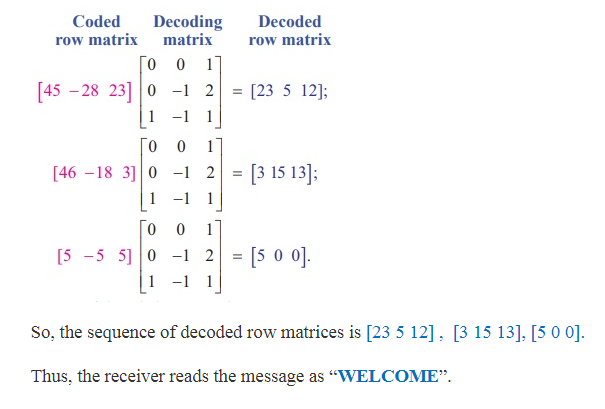 Coded Decoding Decoded
row matrix matrix row matrix
[45 −28 23] [0 0 1; 0 −1 2; 1 −1 1] = [23 5 12];
[46 −18 3] [0 0 1; 0 −1 2; 1 −1 1] = [3 15 13];
[5 −5 5] [0 0 1; 0 −1 2; 1 −1 1] = [5 0 0].
So, the sequence of decoded row matrices is [23 5 12] , [3 15 13], [5 0 0].
Thus, the receiver reads the message as “WELCOME”.